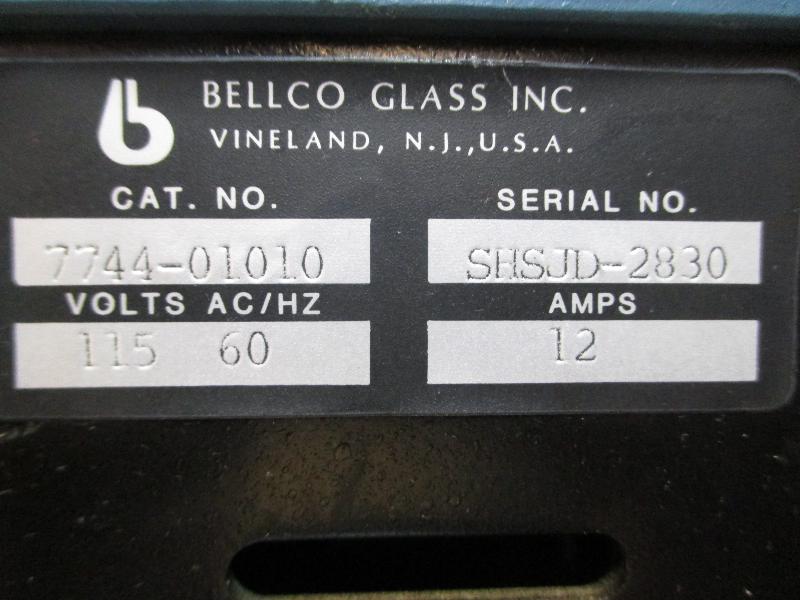 BELLCO GLASS INC.
VINELAND, N.J., U.S.A.
CAT. NO. SERIAL NO.
7744-01010 SHSJD-2830
VOLTS AC/HZ AMPS
115 60 12